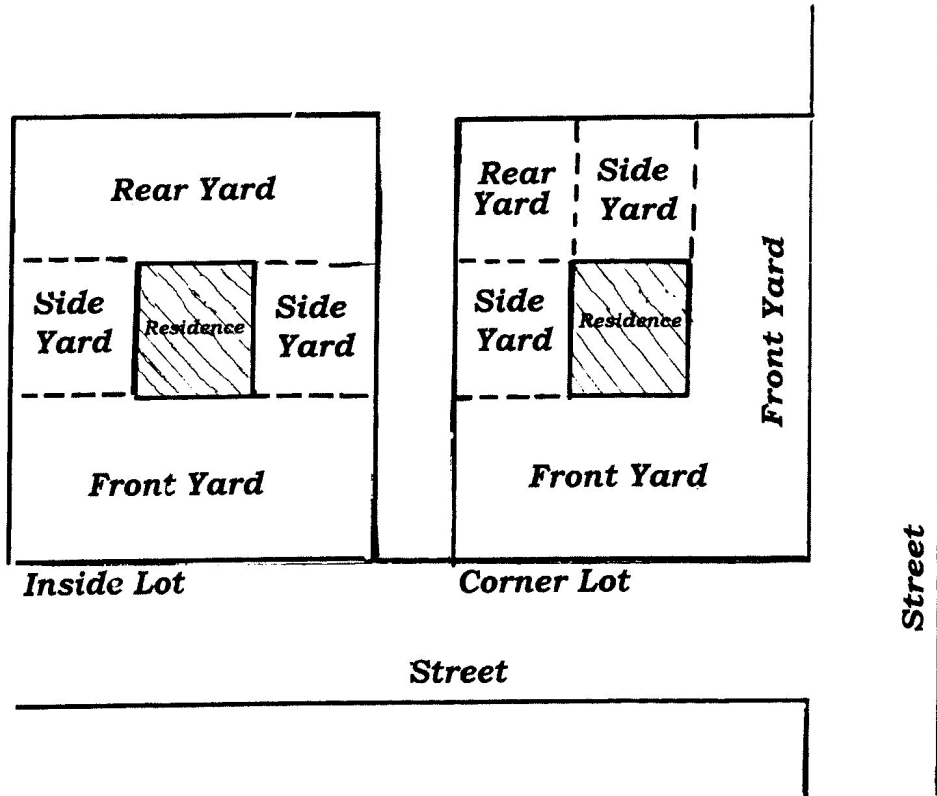 Rear Yard
Side
Yard
Residence
Side
Yard
Front Yard
Inside Lot
Rear
Yard
Side
Yard
Side
Yard
Residence
Front Yard
Front Yard
Corner Lot
Street
Street